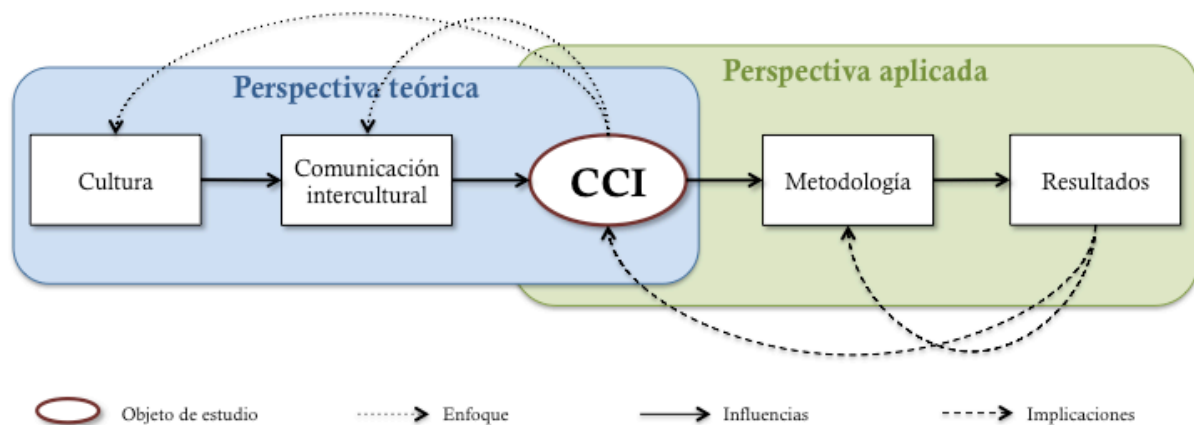 Perspectiva teórica
Perspectiva aplicada
Cultura
Comunicación
intercultural
CCI
Metodología
Resultados
Objeto de estudio
Enfoque
Influencias
Implicaciones